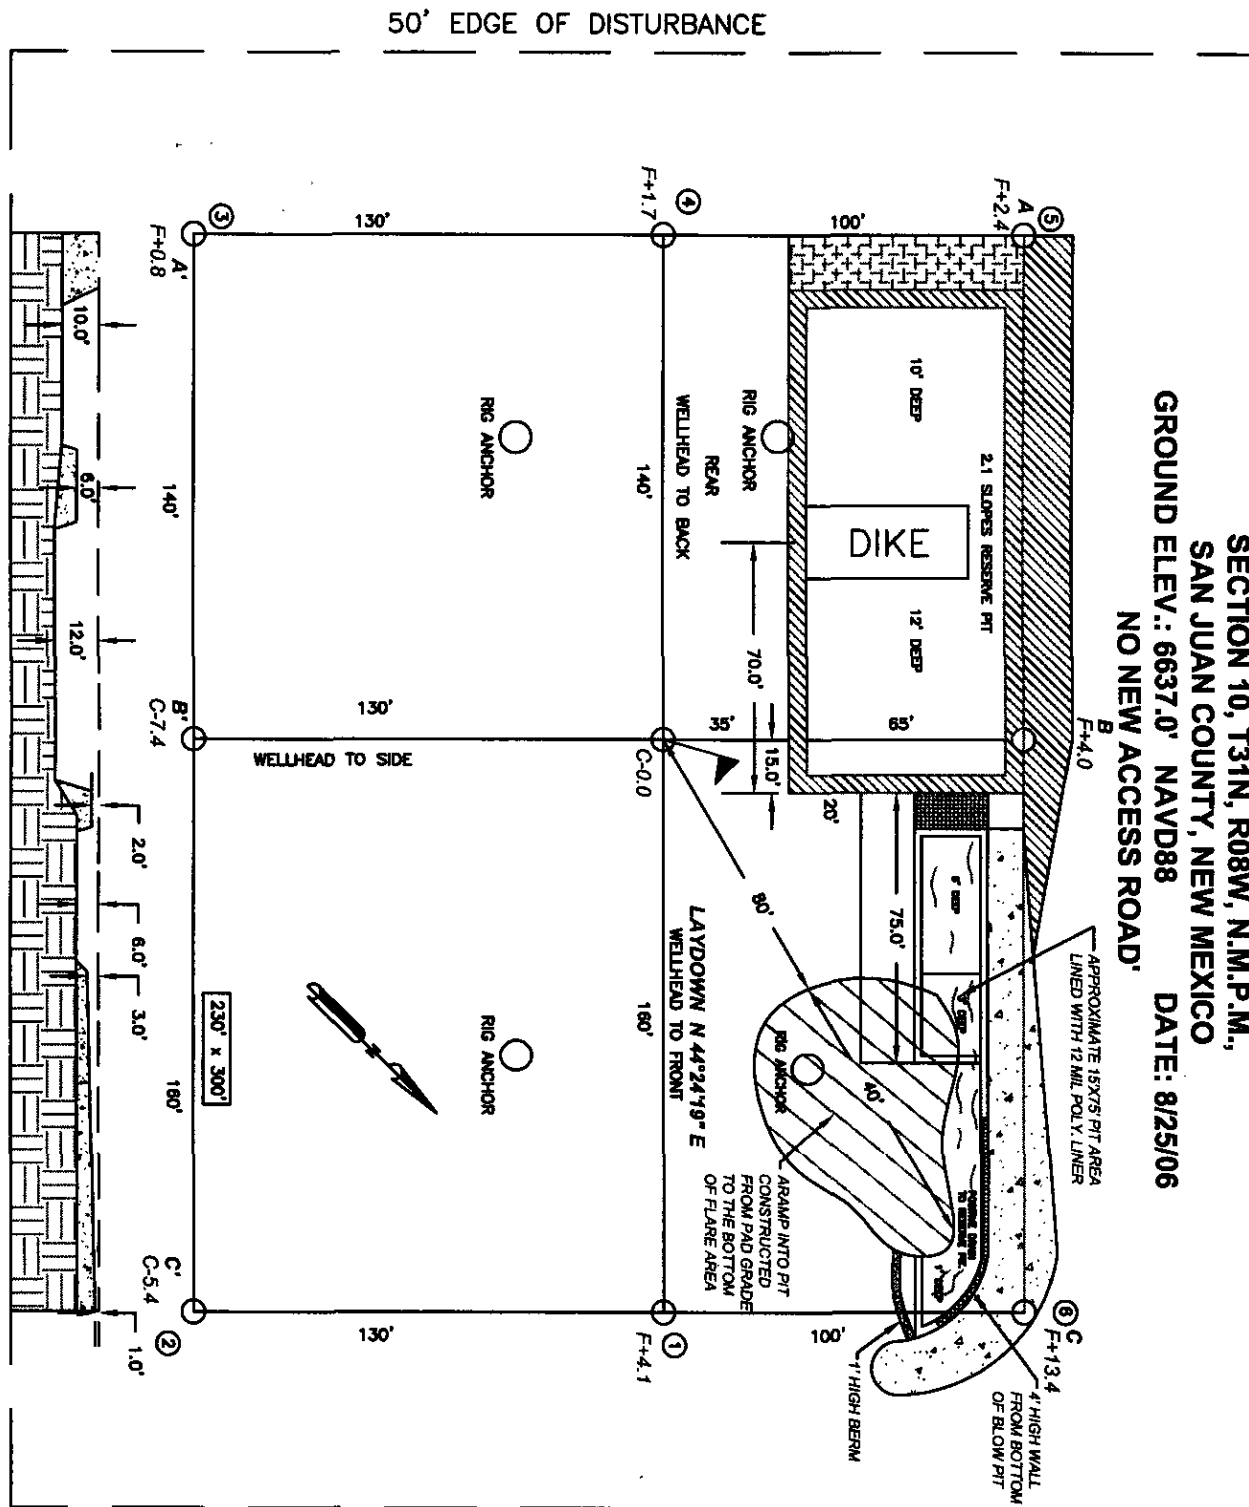 50' EDGE OF DISTURBANCE
SECTION 10, T31N, R08W, N.M.P.M.,
SAN JUAN COUNTY, NEW MEXICO
GROUND ELEV.: 6637.0' NAVD88 DATE: 8/25/06
NO NEW ACCESS ROAD'
5
A
F+2.4
100'
4
F+1.7
130'
3
A'
F+0.8
B
F+4.0
2.1 SLOPES RESERVE PIT
10' DEEP
DIKE
12' DEEP
65'
35'
15.0'
70.0'
20'
RIG ANCHOR
REAR
WELLHEAD TO BACK
140'
C-0.0
RIG ANCHOR
130'
WELLHEAD TO SIDE
140'
B'
C-7.4
APPROXIMATE 15'X75' PIT AREA
LINED WITH 12 MIL POLY. LINER
DEEP
DEEP
75.0'
80'
40'
RIG ANCHOR
LAYDOWN N 44°24'19" E
WELLHEAD TO FRONT
160'
ARAMP INTO PIT
CONSTRUCTED
FROM PAD GRADE
TO THE BOTTOM
OF FLARE AREA
1' DEEP
6
C
F+13.4
4' HIGH WALL
FROM BOTTOM
OF BLOW PIT
1' HIGH BERM
100'
1
F+4.1
130'
RIG ANCHOR
N
230' x 300'
160'
2
C'
C-5.4
10.0'
6.0'
12.0'
2.0'
6.0'
3.0'
1.0'